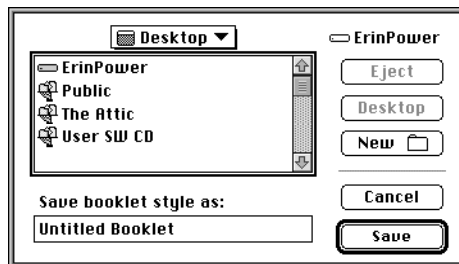 Desktop
ErinPower
ErinPower
Public
The Attic
User SW CD
Eject
Desktop
New
Save booklet style as:
Untitled Booklet
Cancel
Save